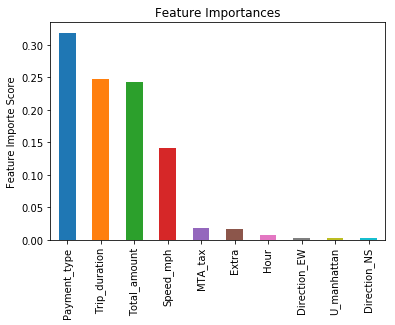 Feature Importances
Feature Importe Score
0.30
0.25
0.20
0.15
0.10
0.05
0.00
Payment_type
Trip_duration
Total_amount
Speed_mph
MTA_tax
Extra
Hour
Direction_EW
U_manhattan
Direction_NS